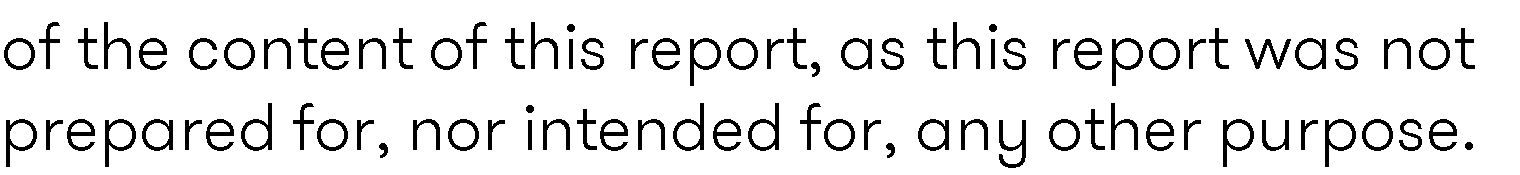 of the content of this report, as this report was not
prepared for, nor intended for, any other purpose.